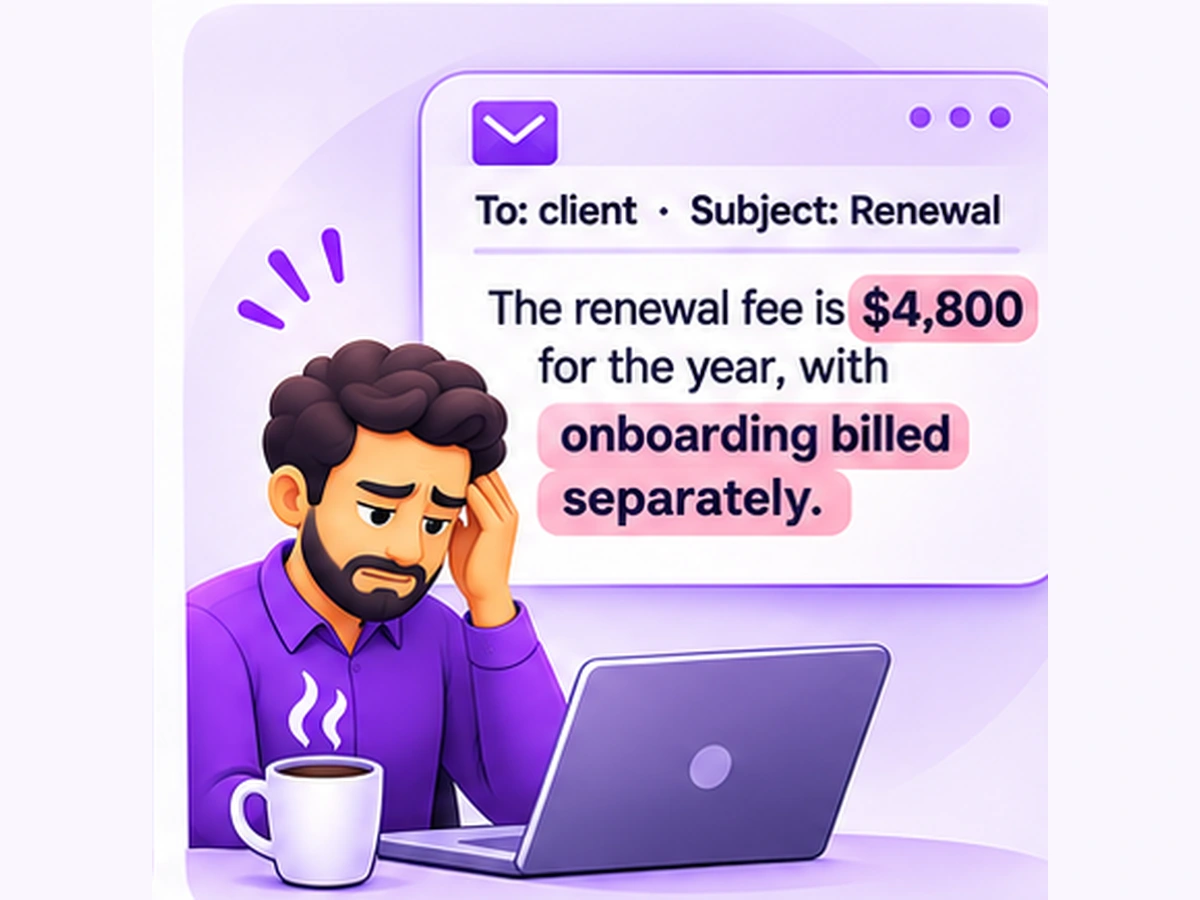 To: client · Subject: Renewal
The renewal fee is $4,800
for the year, with
onboarding billed
separately.